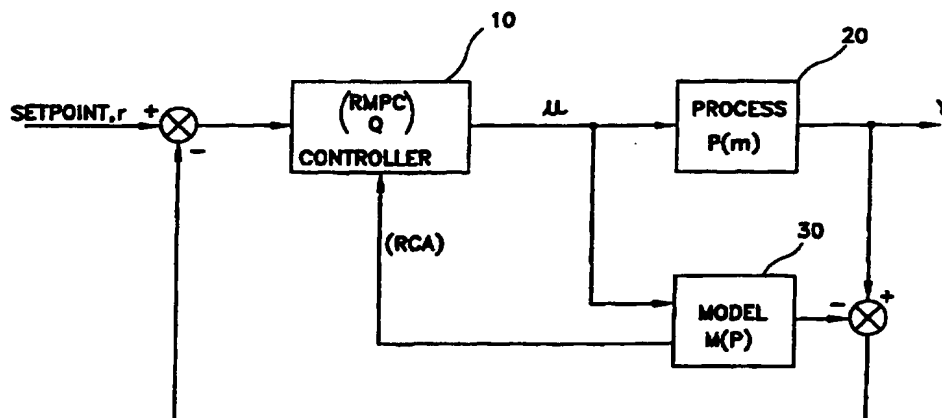 10
20
SETPOINT,r
+
-
(RMPC)
Q
CONTROLLER
u
PROCESS
P(m)
Y
(RCA)
30
MODEL
M(P)
-
+